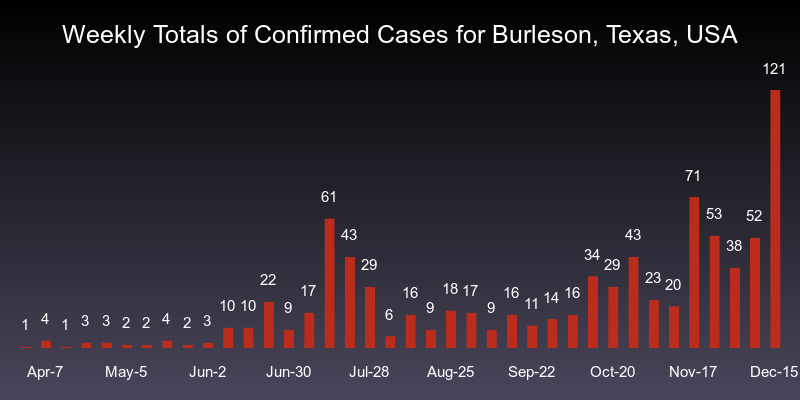 Weekly Totals of Confirmed Cases for Burleson, Texas, USA
1 4 1 3 3 2 2 4 2 3 10 10 22 9 17 61 43 29 6 16 9 18 17 9 16 11 14 16 34 29 43 23 20 71 53 38 52 121
Apr-7 May-5 Jun-2 Jun-30 Jul-28 Aug-25 Sep-22 Oct-20 Nov-17 Dec-15